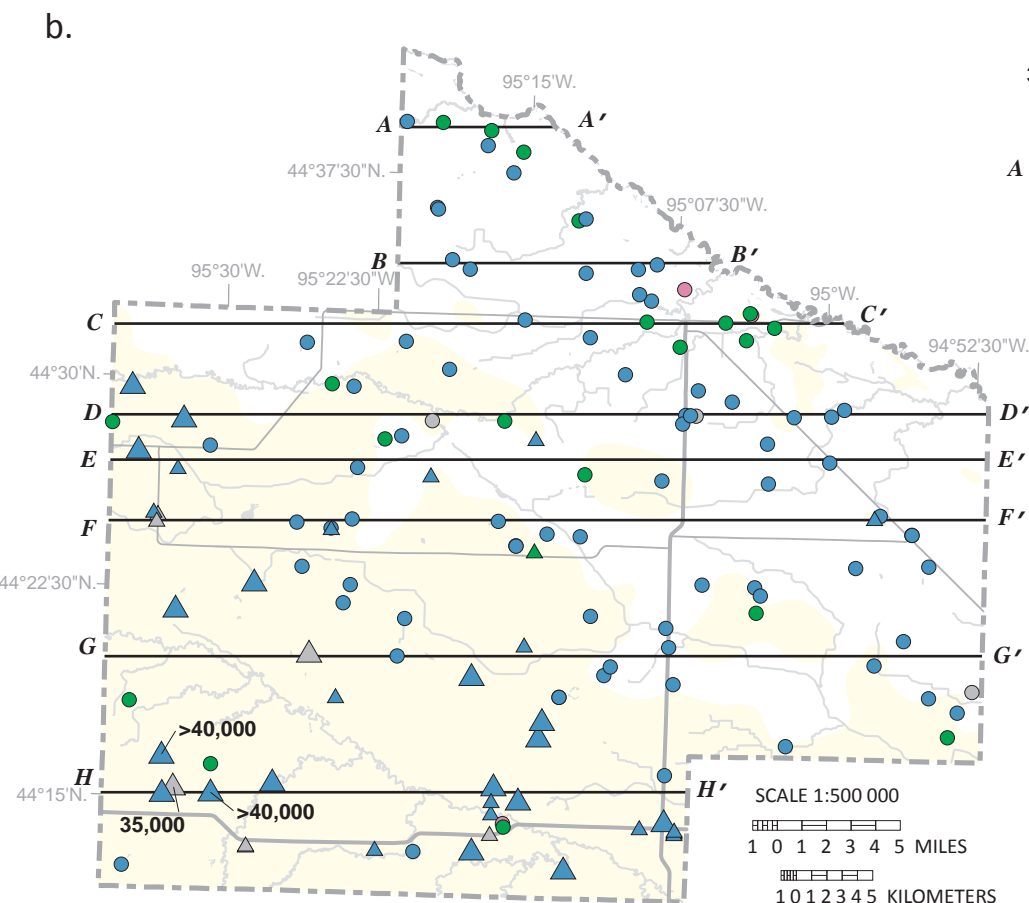 b.
3
95°15'W.
A A′
A
44°37'30"N.
95°07'30"W.
B B′
95°30'W.
95°22'30"W
95°W.
C C′
94°52'30"W.
44°30'N.
D D′
E E′
F F′
44°22'30"N.
G G′
>40,000
H H′
44°15'N.
>40,000
35,000
SCALE 1:500 000
1 0 1 2 3 4 5 MILES
1 0 1 2 3 4 5 KILOMETERS